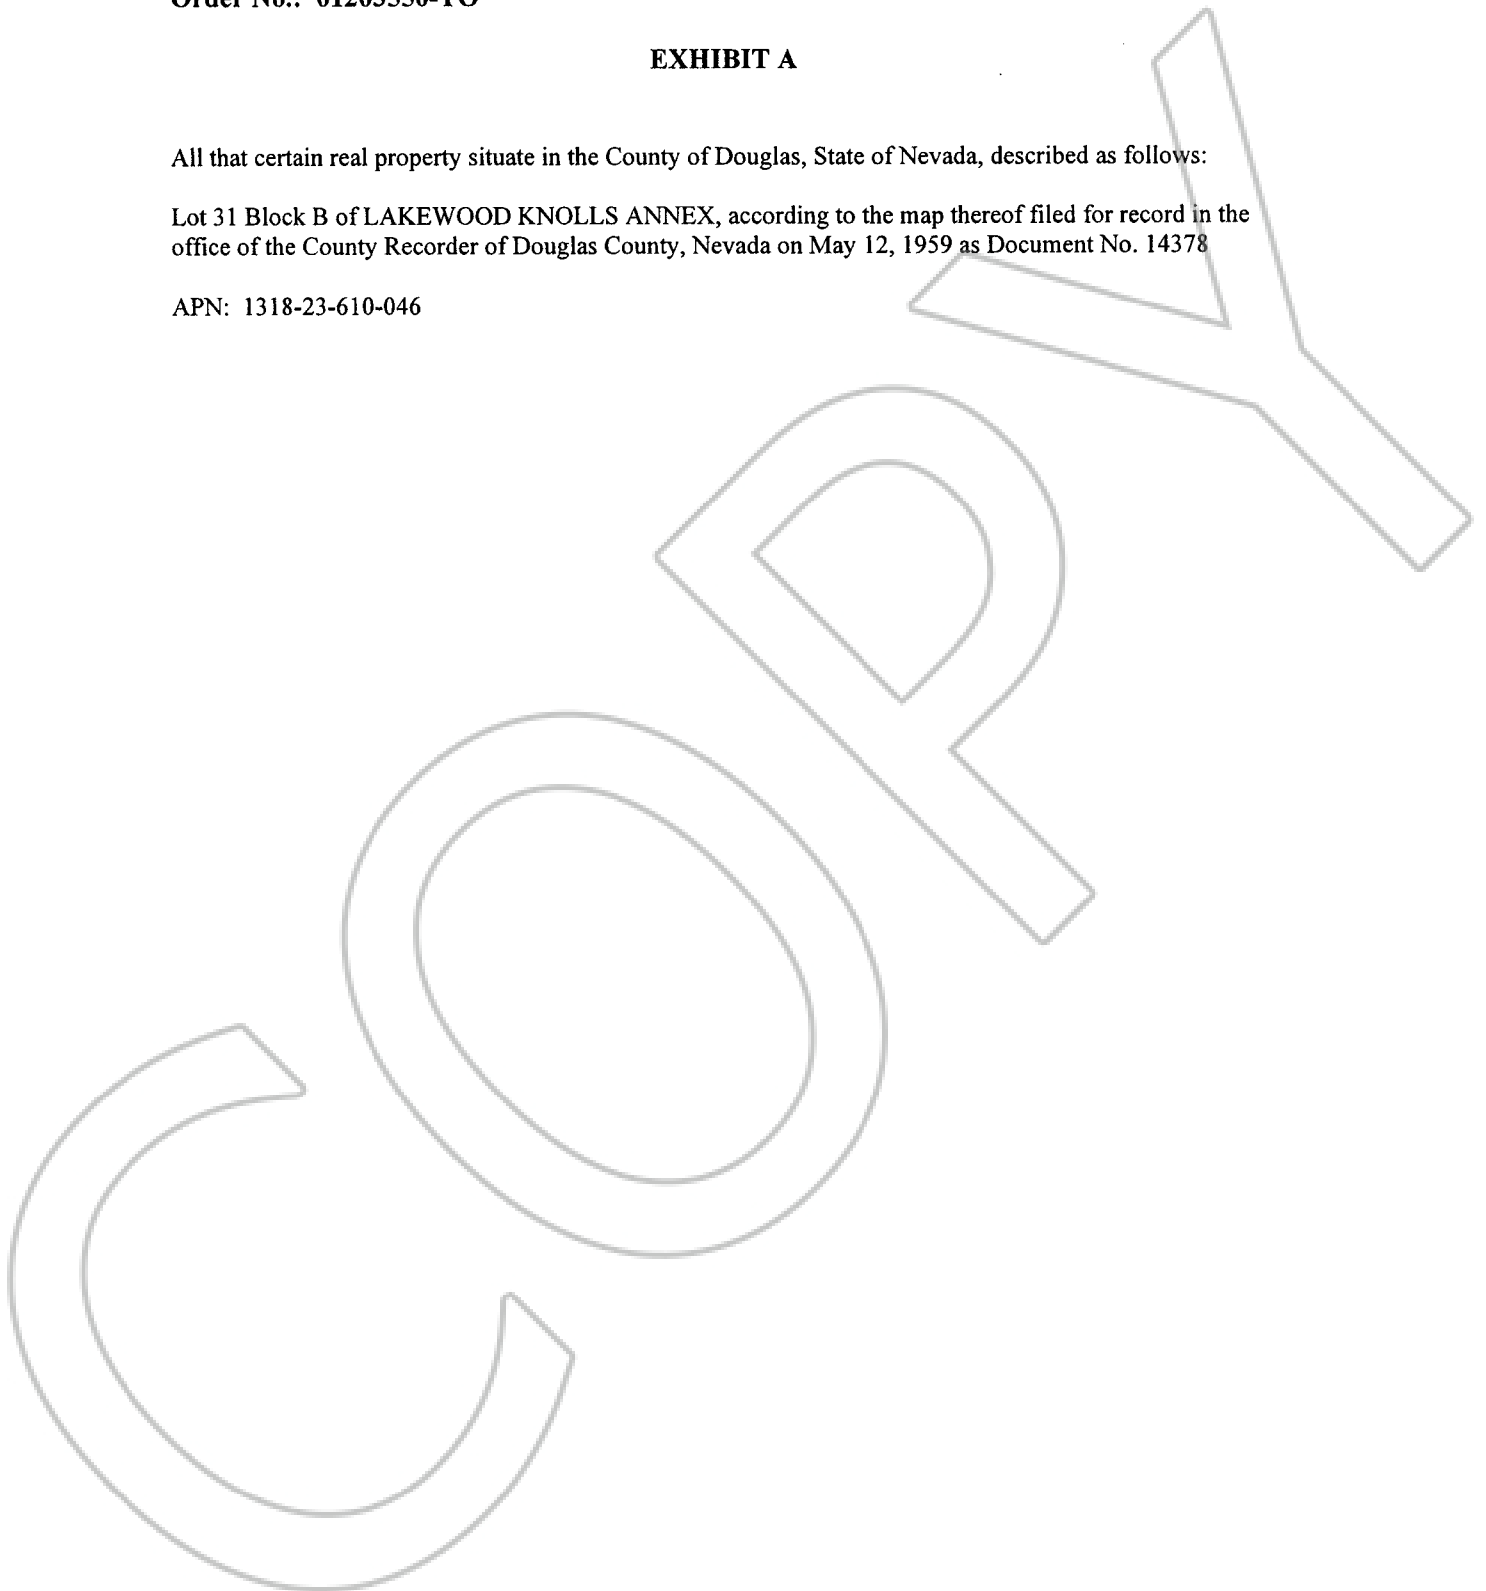 Order No.:
EXHIBIT A
All that certain real property situate in the County of Douglas, State of Nevada, described as follows:
Lot 31 Block B of LAKEWOOD KNOLLS ANNEX, according to the map thereof filed for record in the
office of the County Recorder of Douglas County, Nevada on May 12, 1959 as Document No. 14378
APN: 1318-23-610-046
COPY